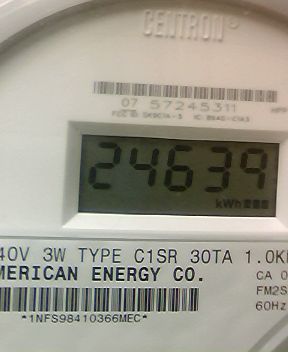 CENTRON®
07 57245311
24639
kWh
40V 3W TYPE C1SR 30TA 1.0K
MERICAN ENERGY CO.
CA 0
FM2S
60Hz
*1NFS98410366MEC*